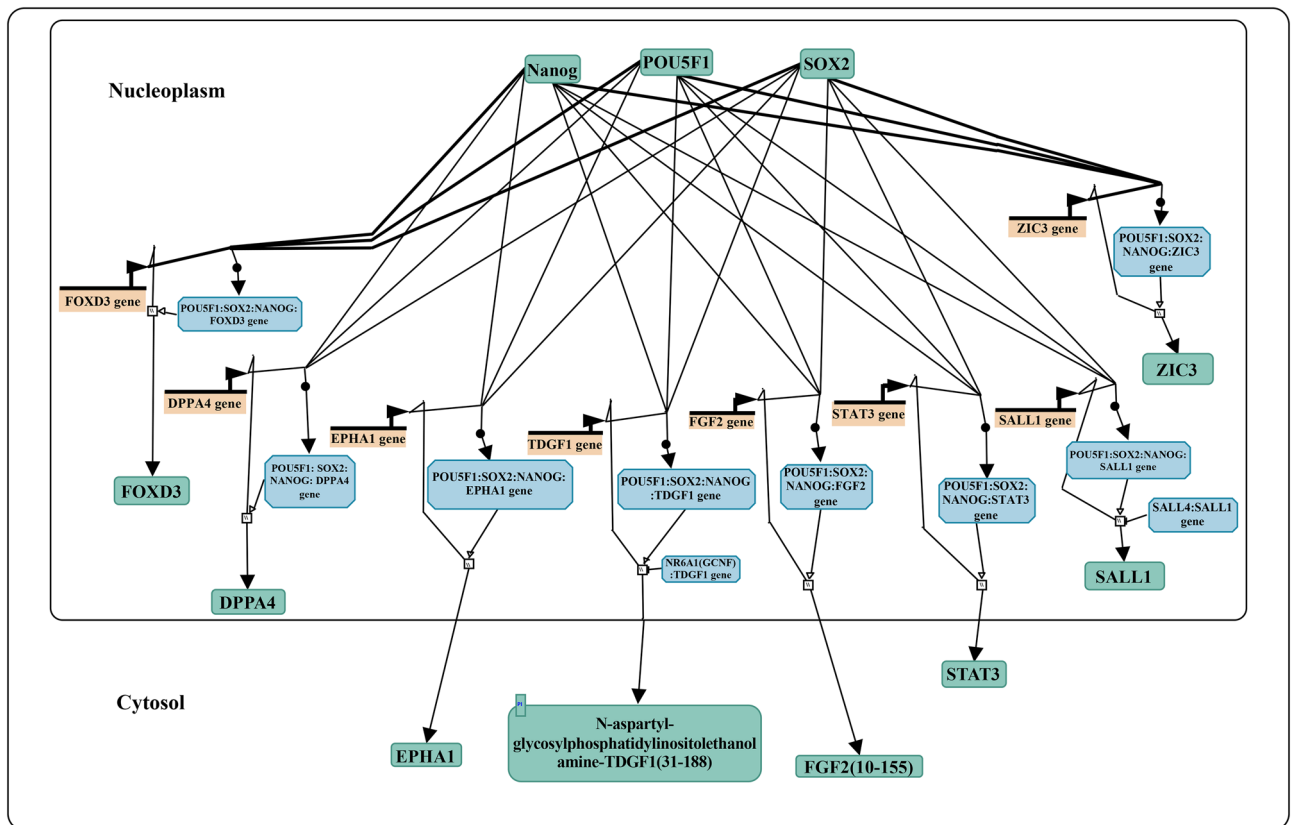 Nanog
POU5F1
SOX2
Nucleoplasm
ZIC3 gene
POU5F1:SOX2:
NANOG:ZIC3
gene
FOXD3 gene
POU5F1:SOX2:NANOG:
FOXD3 gene
ZIC3
DPPA4 gene
EPHA1 gene
TDGF1 gene
FGF2 gene
STAT3 gene
SALL1 gene
POU5F1: SOX2:
NANOG: DPPA4
gene
POU5F1:SOX2:NANOG:
EPHA1 gene
POU5F1:SOX2:NANOG
:TDGF1 gene
POU5F1:SOX2:
NANOG:FGF2
gene
POU5F1:SOX2:
NANOG:STAT3
gene
POU5F1:SOX2:NANOG:
SALL1 gene
SALL4:SALL1
gene
FOXD3
NR6A1(GCNF)
:TDGF1 gene
DPPA4
SALL1
STAT3
Cytosol
PI
N-aspartyl-
glycosylphosphatidylinositolethanol
amine-TDGF1(31-188)
EPHA1
FGF2(10-155)